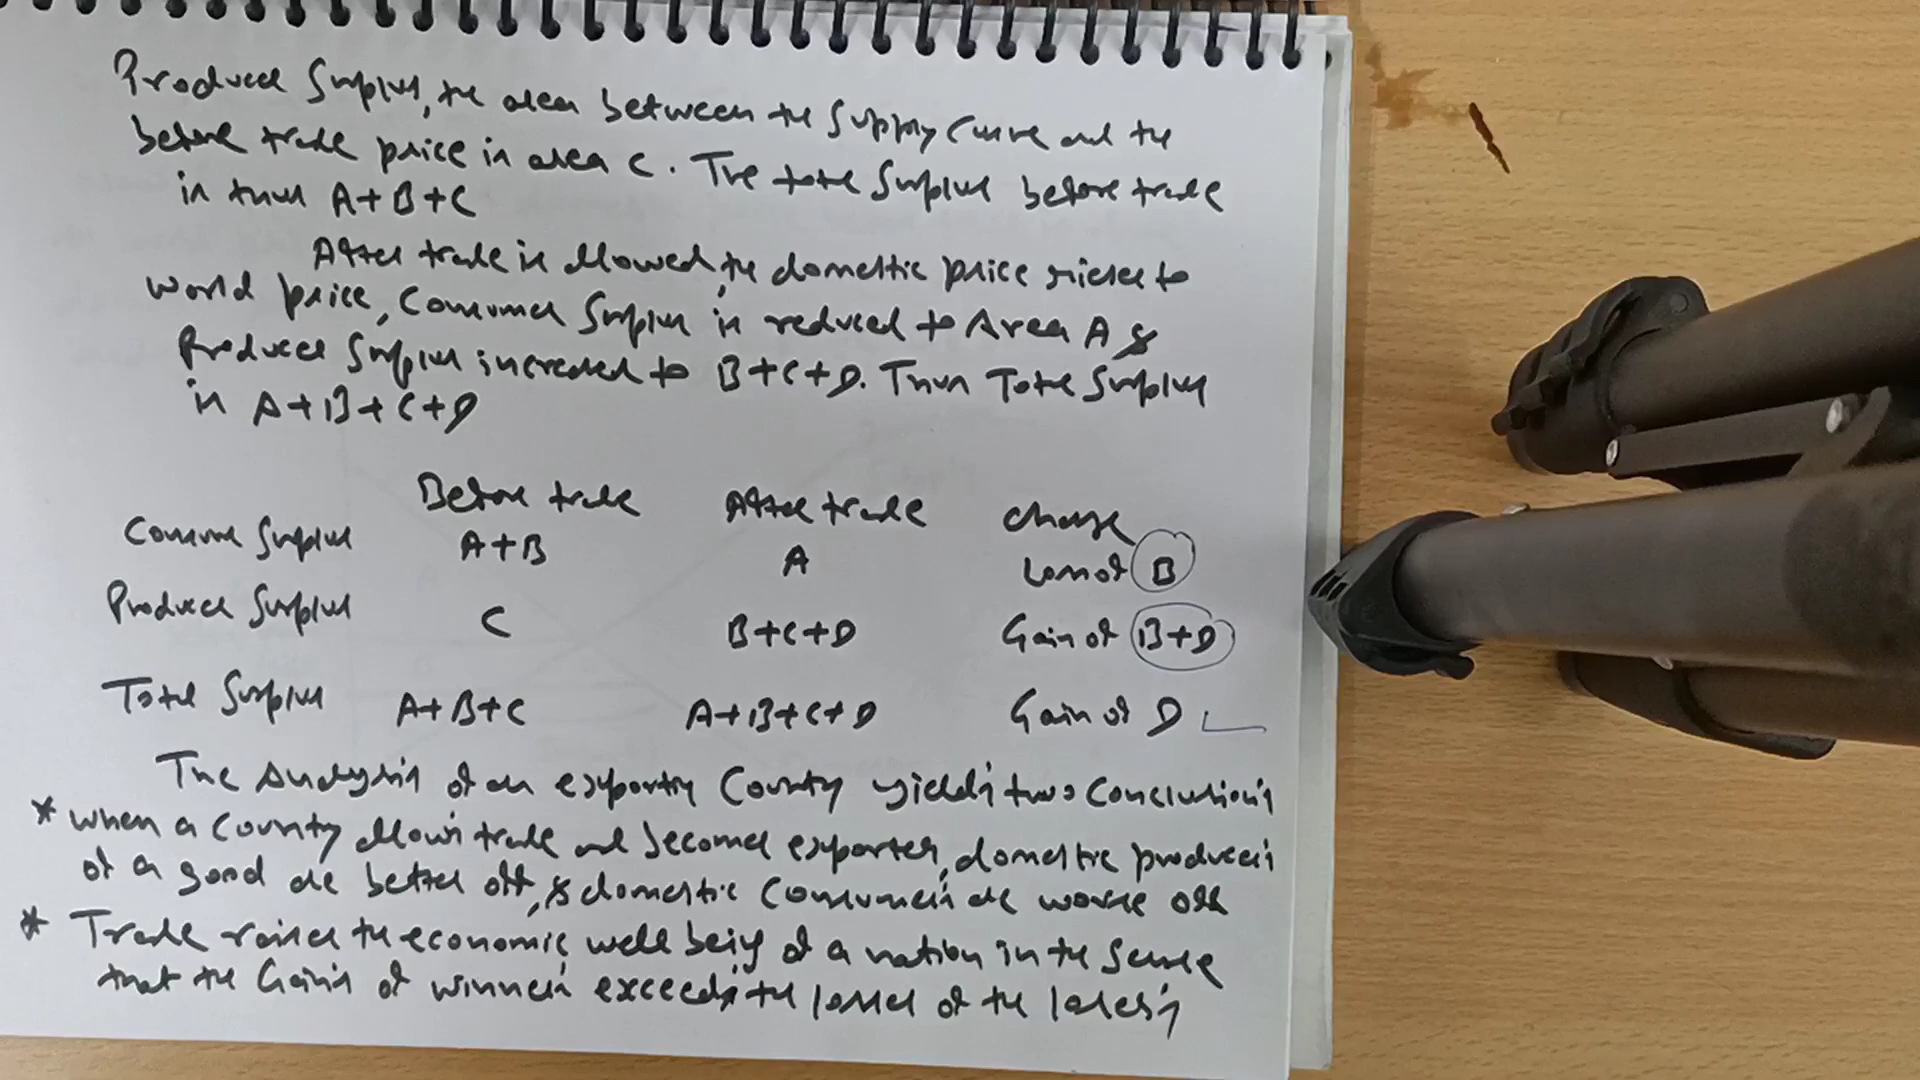 Producer Surplus, the area between the Supply Curve and the
before trade price is area C. The total Surplus before trade
is thus A+B+C
After trade is allowed, the domestic price rises to
World price, Consumer Surplus is reduced to Area A &
Producer Surplus increased to B+C+D. Thus Total Surplus
is A+B+C+D
Before trade After trade Change
Consumer Surplus A+B A Loss of B
Producer Surplus C B+C+D Gain of B+D
Total Surplus A+B+C A+B+C+D Gain of D
The Analysis of an exporting Country yields two Conclusions
* When a Country allows trade and becomes exporter, domestic producers
of a good are better off, & domestic Consumers are worse off
* Trade raises the economic well being of a nation in the Sense
that the Gains of winners exceeds the losses of the losers